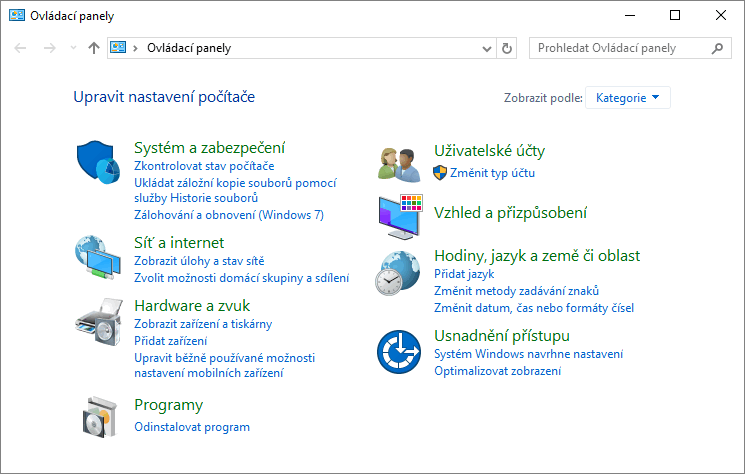 Ovládací panely
Ovládací panely
Prohledat Ovládací panely
Upravit nastavení počítače
Zobrazit podle:
Kategorie
Systém a zabezpečení
Zkontrolovat stav počítače
Ukládat záložní kopie souborů pomocí
služby Historie souborů
Zálohování a obnovení (Windows 7)
Síť a internet
Zobrazit úlohy a stav sítě
Zvolit možnosti domácí skupiny a sdílení
Hardware a zvuk
Zobrazit zařízení a tiskárny
Přidat zařízení
Upravit běžně používané možnosti
nastavení mobilních zařízení
Programy
Odinstalovat program
Uživatelské účty
Změnit typ účtu
Vzhled a přizpůsobení
Hodiny, jazyk a země či oblast
Přidat jazyk
Změnit metody zadávání znaků
Změnit datum, čas nebo formáty čísel
Usnadnění přístupu
Systém Windows navrhne nastavení
Optimalizovat zobrazení